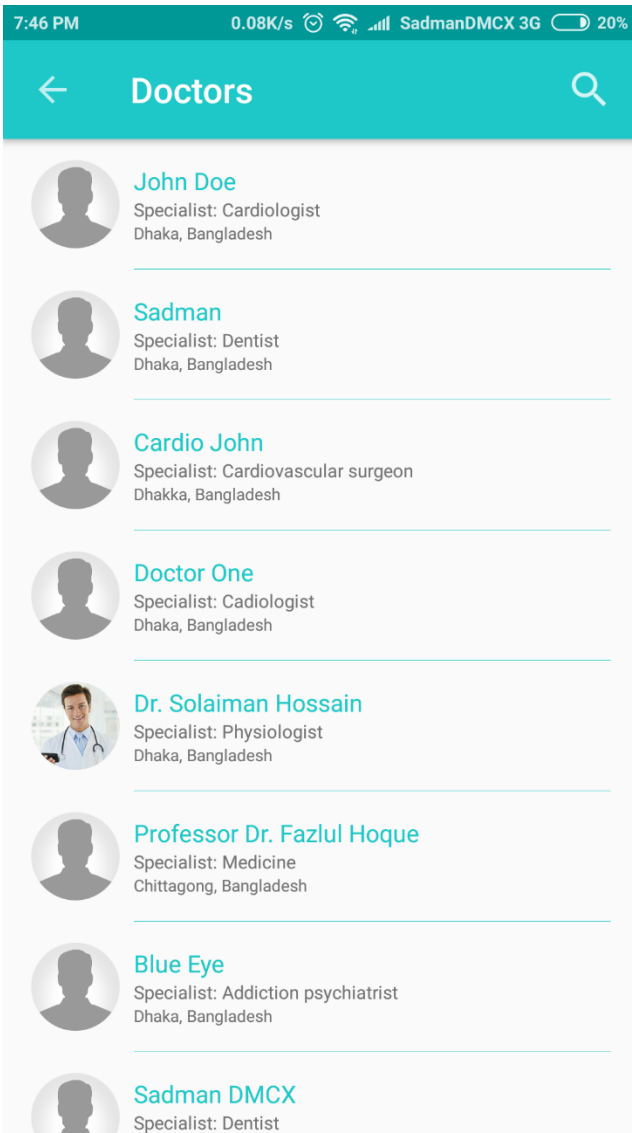 7:46 PM 0.08K/s SadmanDMCX 3G 20%
Doctors
John Doe
Specialist: Cardiologist
Dhaka, Bangladesh
Sadman
Specialist: Dentist
Dhaka, Bangladesh
Cardio John
Specialist: Cardiovascular surgeon
Dhakka, Bangladesh
Doctor One
Specialist: Cadiologist
Dhaka, Bangladesh
Dr. Solaiman Hossain
Specialist: Physiologist
Dhaka, Bangladesh
Professor Dr. Fazlul Hoque
Specialist: Medicine
Chittagong, Bangladesh
Blue Eye
Specialist: Addiction psychiatrist
Dhaka, Bangladesh
Sadman DMCX
Specialist: Dentist